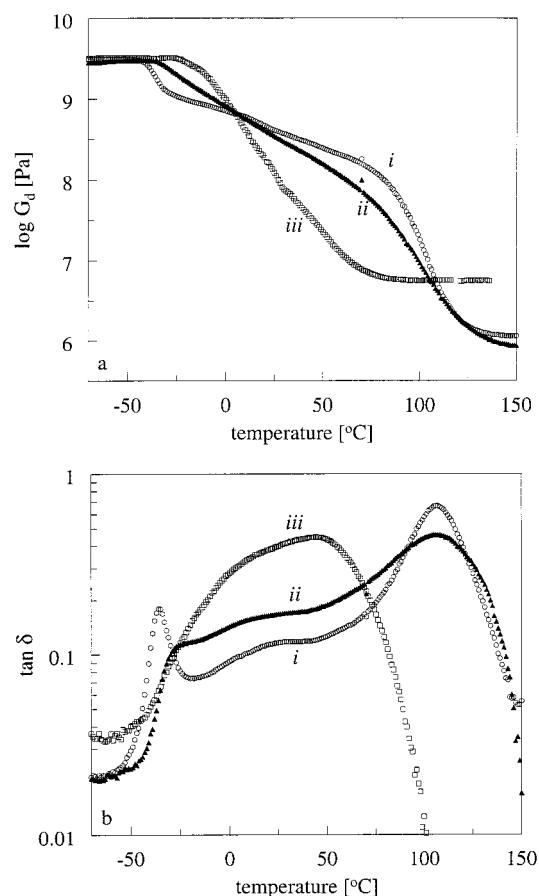 10
9
8
7
6
log G_d [Pa]
i
ii
iii
a
-50 0 50 100 150
temperature [°C]
1
0.1
0.01
tan δ
iii
ii
i
b
-50 0 50 100 150
temperature [°C]